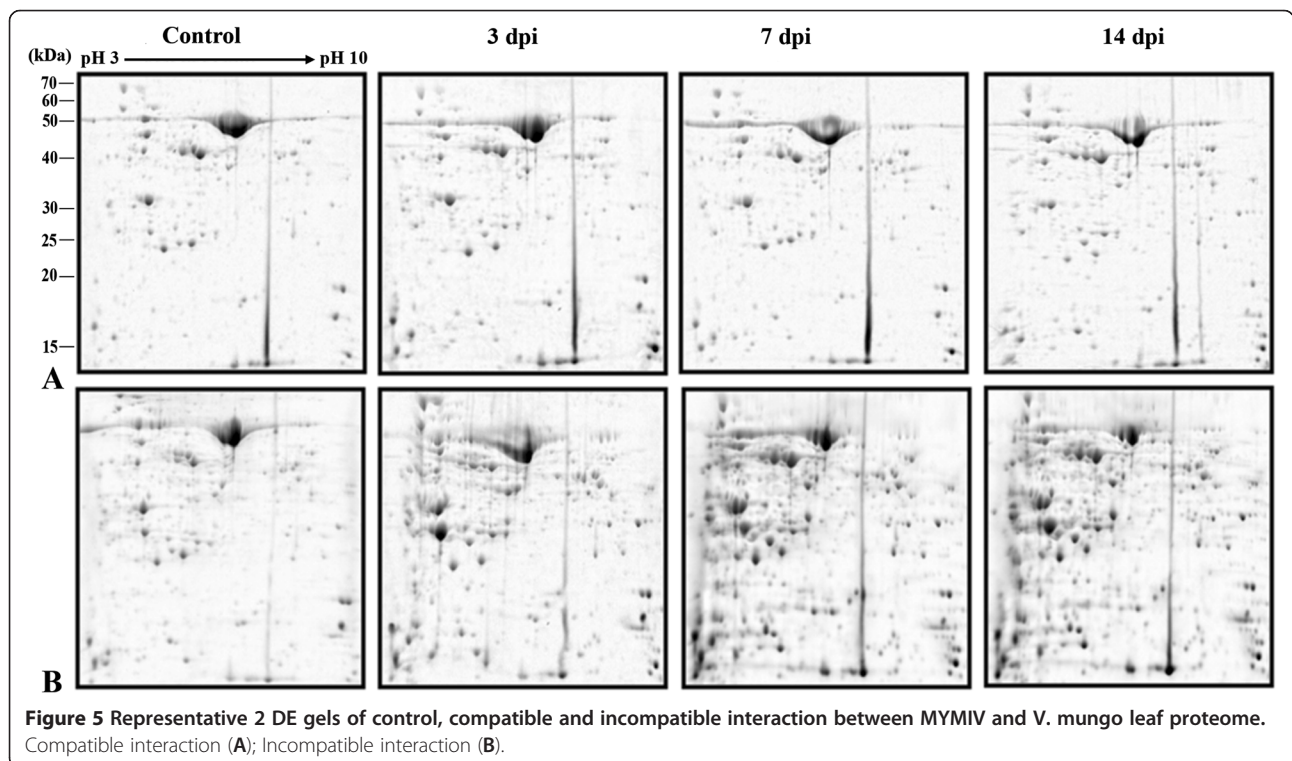 Control 3 dpi 7 dpi 14 dpi
(kDa) pH 3 pH 10
70
60
50
40
30
25
20
15
A
B
Figure 5 Representative 2 DE gels of control, compatible and incompatible interaction between MYMIV and V. mungo leaf proteome.
Compatible interaction (A); Incompatible interaction (B).